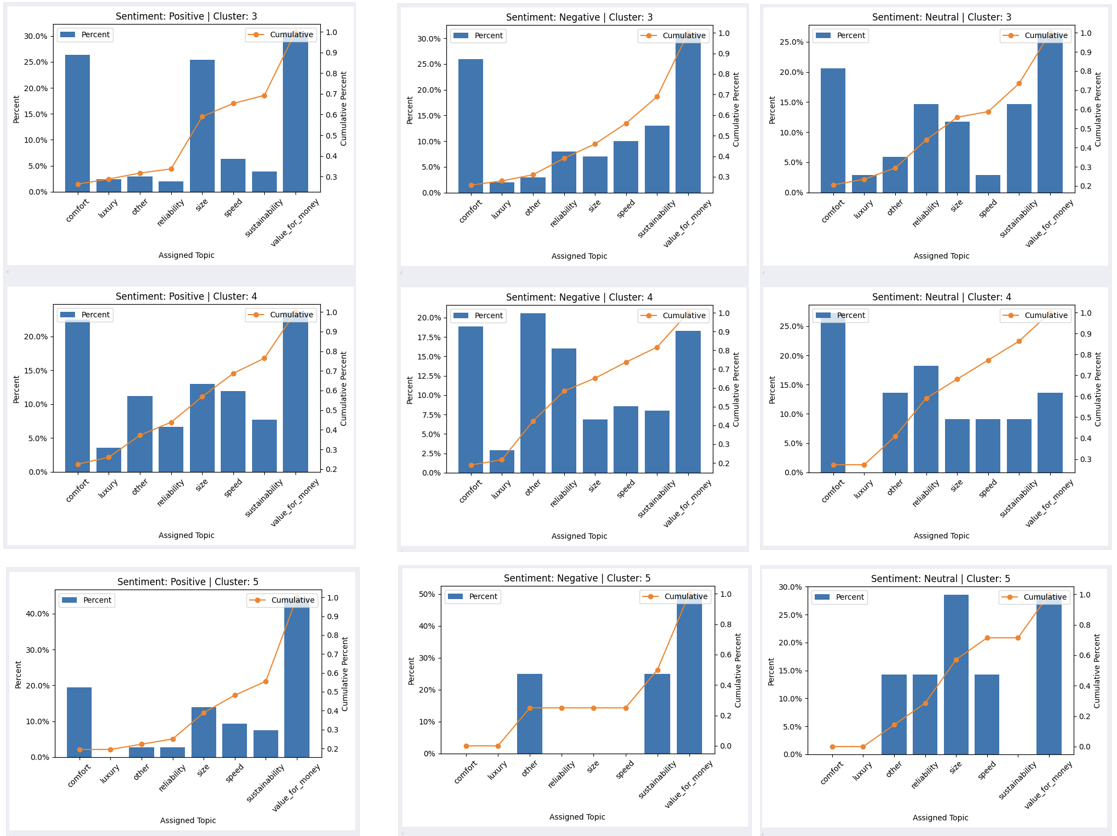 Sentiment: Positive | Cluster: 3
Percent
Cumulative
30.0%
25.0%
20.0%
15.0%
10.0%
5.0%
0.0%
Percent
1.0
0.9
0.8
0.7
0.6
0.5
0.4
0.3
Cumulative Percent
comfort
luxury
other
reliability
size
speed
sustainability
value_for_money
Assigned Topic
Sentiment: Negative | Cluster: 3
Percent
Cumulative
30.0%
25.0%
20.0%
15.0%
10.0%
5.0%
0.0%
Percent
1.0
0.9
0.8
0.7
0.6
0.5
0.4
0.3
Cumulative Percent
comfort
luxury
other
reliability
size
speed
sustainability
value_for_money
Assigned Topic
Sentiment: Neutral | Cluster: 3
Percent
Cumulative
25.0%
20.0%
15.0%
10.0%
5.0%
0.0%
Percent
1.0
0.9
0.8
0.7
0.6
0.5
0.4
0.3
0.2
Cumulative Percent
comfort
luxury
other
reliability
size
speed
sustainability
value_for_money
Assigned Topic
Sentiment: Positive | Cluster: 4
Percent
Cumulative
20.0%
15.0%
10.0%
5.0%
0.0%
Percent
1.0
0.9
0.8
0.7
0.6
0.5
0.4
0.3
0.2
Cumulative Percent
comfort
luxury
other
reliability
size
speed
sustainability
value_for_money
Assigned Topic
Sentiment: Negative | Cluster: 4
Percent
Cumulative
20.0%
17.5%
15.0%
12.5%
10.0%
7.5%
5.0%
2.5%
0.0%
Percent
1.0
0.9
0.8
0.7
0.6
0.5
0.4
0.3
0.2
Cumulative Percent
comfort
luxury
other
reliability
size
speed
sustainability
value_for_money
Assigned Topic
Sentiment: Neutral | Cluster: 4
Percent
Cumulative
25.0%
20.0%
15.0%
10.0%
5.0%
0.0%
Percent
1.0
0.9
0.8
0.7
0.6
0.5
0.4
0.3
Cumulative Percent
comfort
luxury
other
reliability
size
speed
sustainability
value_for_money
Assigned Topic
Sentiment: Positive | Cluster: 5
Percent
Cumulative
40.0%
30.0%
20.0%
10.0%
0.0%
Percent
1.0
0.9
0.8
0.7
0.6
0.5
0.4
0.3
0.2
Cumulative Percent
comfort
luxury
other
reliability
size
speed
sustainability
value_for_money
Assigned Topic
Sentiment: Negative | Cluster: 5
Percent
Cumulative
50%
40%
30%
20%
10%
0%
Percent
1.0
0.8
0.6
0.4
0.2
0.0
Cumulative Percent
comfort
luxury
other
reliability
size
speed
sustainability
value_for_money
Assigned Topic
Sentiment: Neutral | Cluster: 5
Percent
Cumulative
30.0%
25.0%
20.0%
15.0%
10.0%
5.0%
0.0%
Percent
1.0
0.8
0.6
0.4
0.2
0.0
Cumulative Percent
comfort
luxury
other
reliability
size
speed
sustainability
value_for_money
Assigned Topic